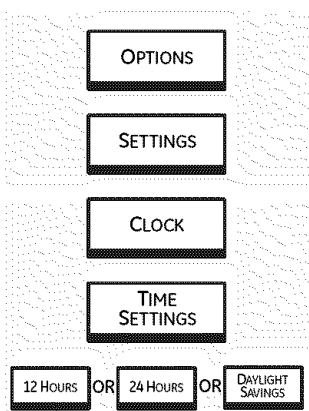 OPTIONS
SETTINGS
CLOCK
TIME
SETTINGS
12 HOURS OR 24 HOURS OR DAYLIGHT
SAVINGS